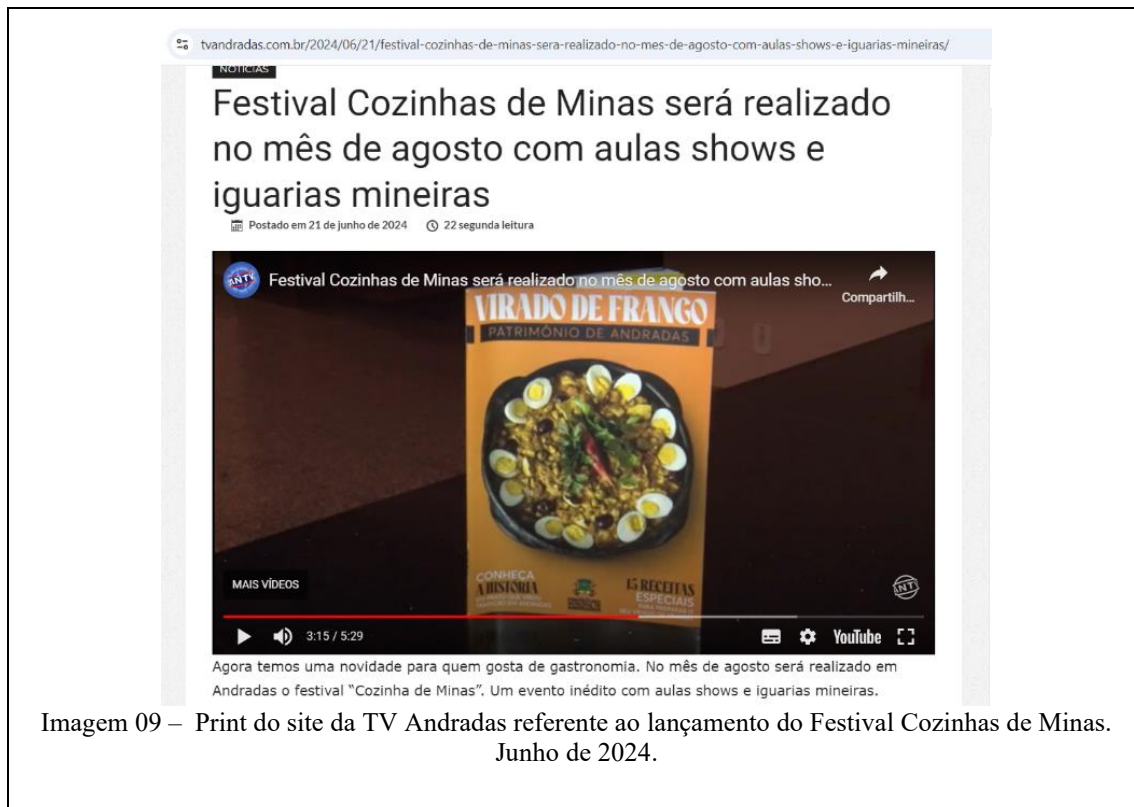 tvandradas.com.br/2024/06/21/festival-cozinhas-de-minas-sera-realizado-no-mes-de-agosto-com-aulas-shows-e-iguarias-mineiras/
NOTÍCIAS
Festival Cozinhas de Minas será realizado
no mês de agosto com aulas shows e
iguarias mineiras
Postado em 21 de junho de 2024 22 segunda leitura
ANTV
Festival Cozinhas de Minas será realizado no mês de agosto com aulas sho...
Compartilh...
VIRADO DE FRANGO
PATRIMÔNIO DE ANDRADAS
CONHEÇA
A HISTÓRIA
15 RECEITAS
ESPECIAIS
MAIS VÍDEOS
ANTV
3:15 / 5:29
YouTube
Agora temos uma novidade para quem gosta de gastronomia. No mês de agosto será realizado em
Andradas o festival “Cozinha de Minas”. Um evento inédito com aulas shows e iguarias mineiras.
Imagem 09 – Print do site da TV Andradas referente ao lançamento do Festival Cozinhas de Minas.
Junho de 2024.